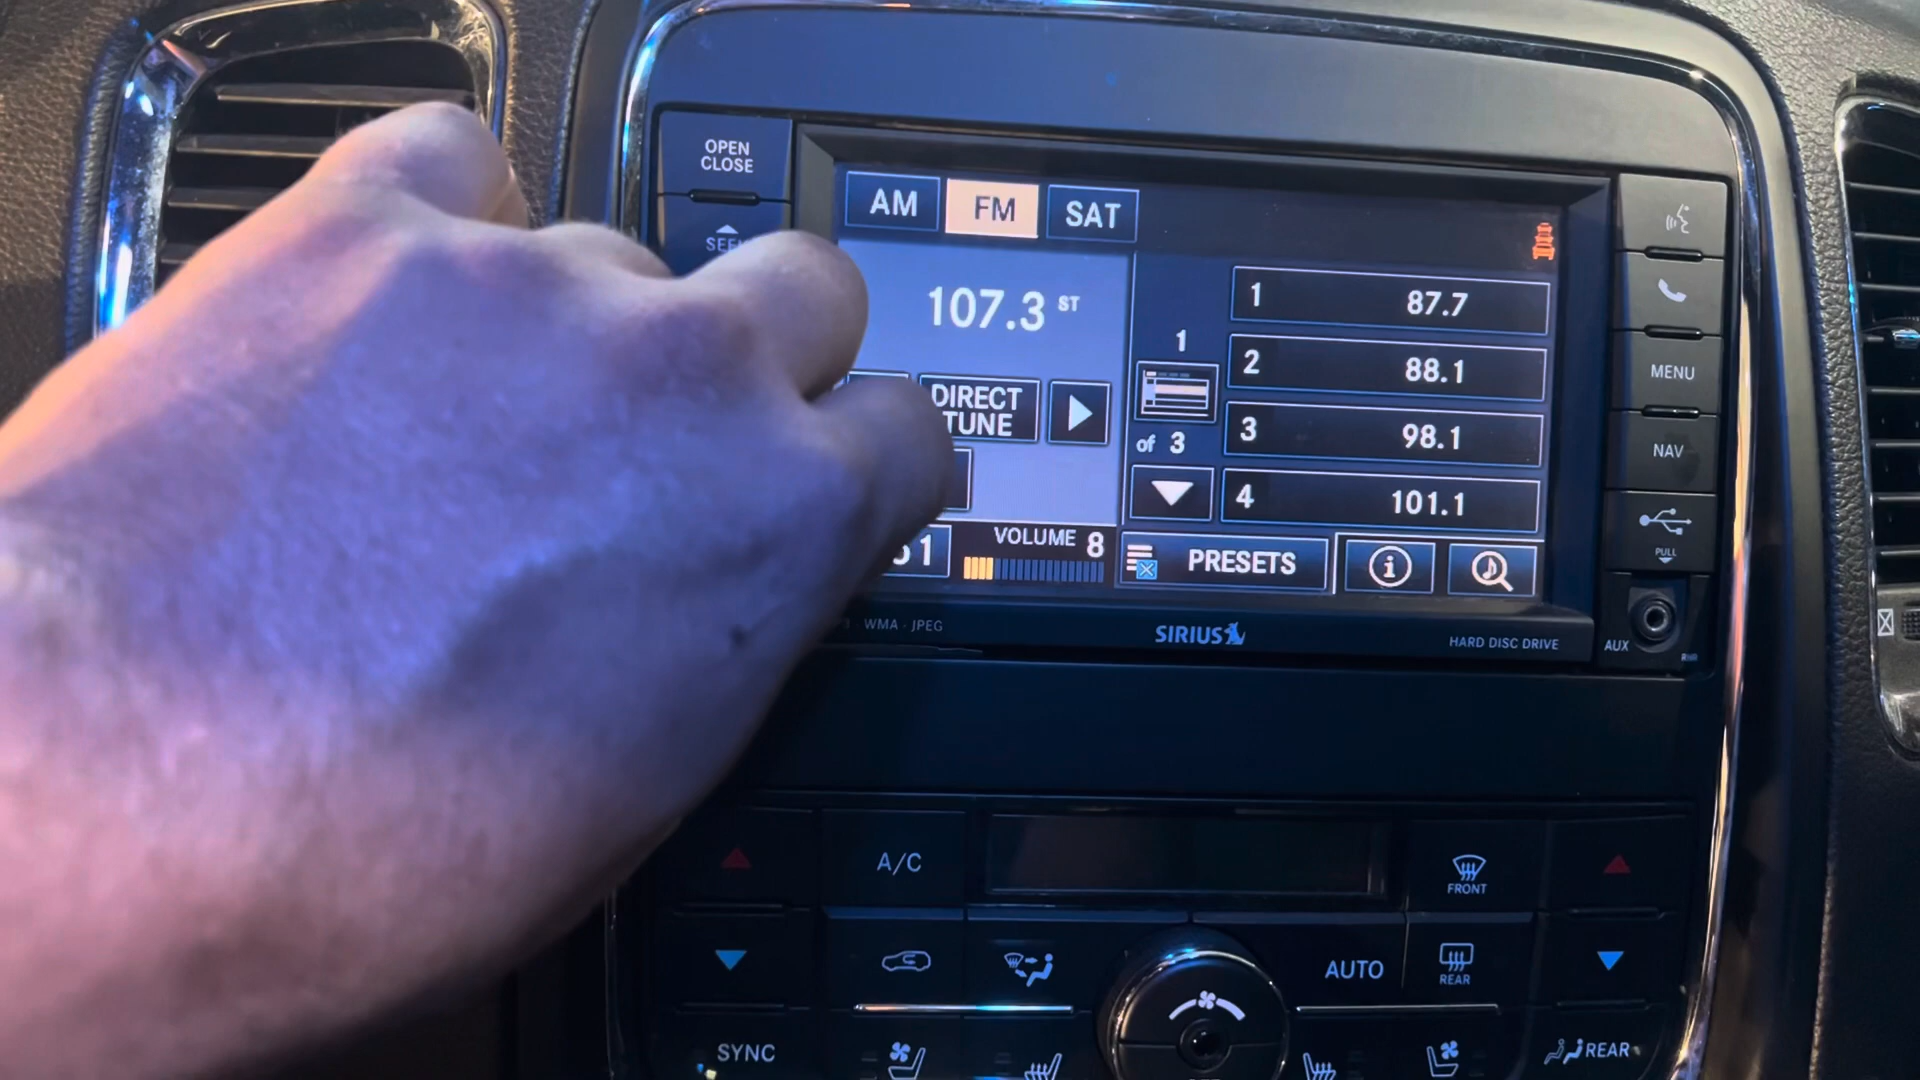 OPEN
CLOSE
AM
FM
SAT
107.3 ST
DIRECT
TUNE
1
of 3
1 87.7
2 88.1
3 98.1
4 101.1
VOLUME 8
PRESETS
WMA · JPEG
SIRIUS
HARD DISC DRIVE
MENU
NAV
PULL
AUX
A/C
FRONT
AUTO
REAR
SYNC
REAR